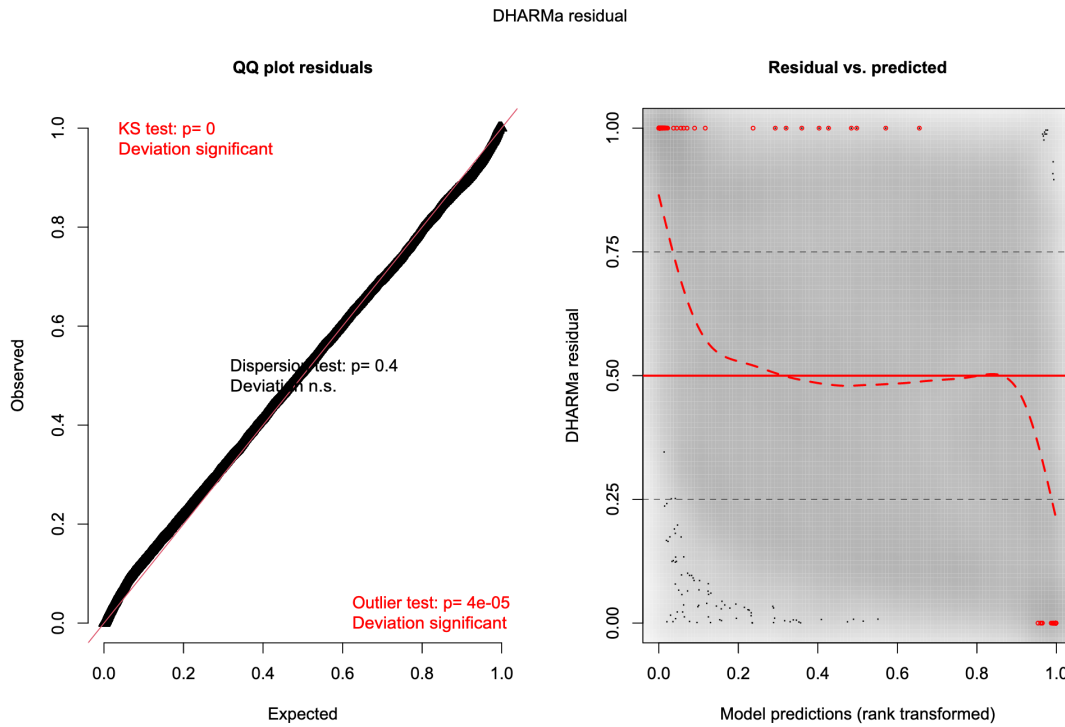 DHARMa residual
QQ plot residuals
KS test: p= 0
Deviation significant
Dispersion test: p= 0.4
Deviation n.s.
Outlier test: p= 4e-05
Deviation significant
Observed
0.0
0.2
0.4
0.6
0.8
1.0
0.0
0.2
0.4
0.6
0.8
1.0
Expected
Residual vs. predicted
DHARMa residual
0.00
0.25
0.50
0.75
1.00
0.0
0.2
0.4
0.6
0.8
1.0
Model predictions (rank transformed)